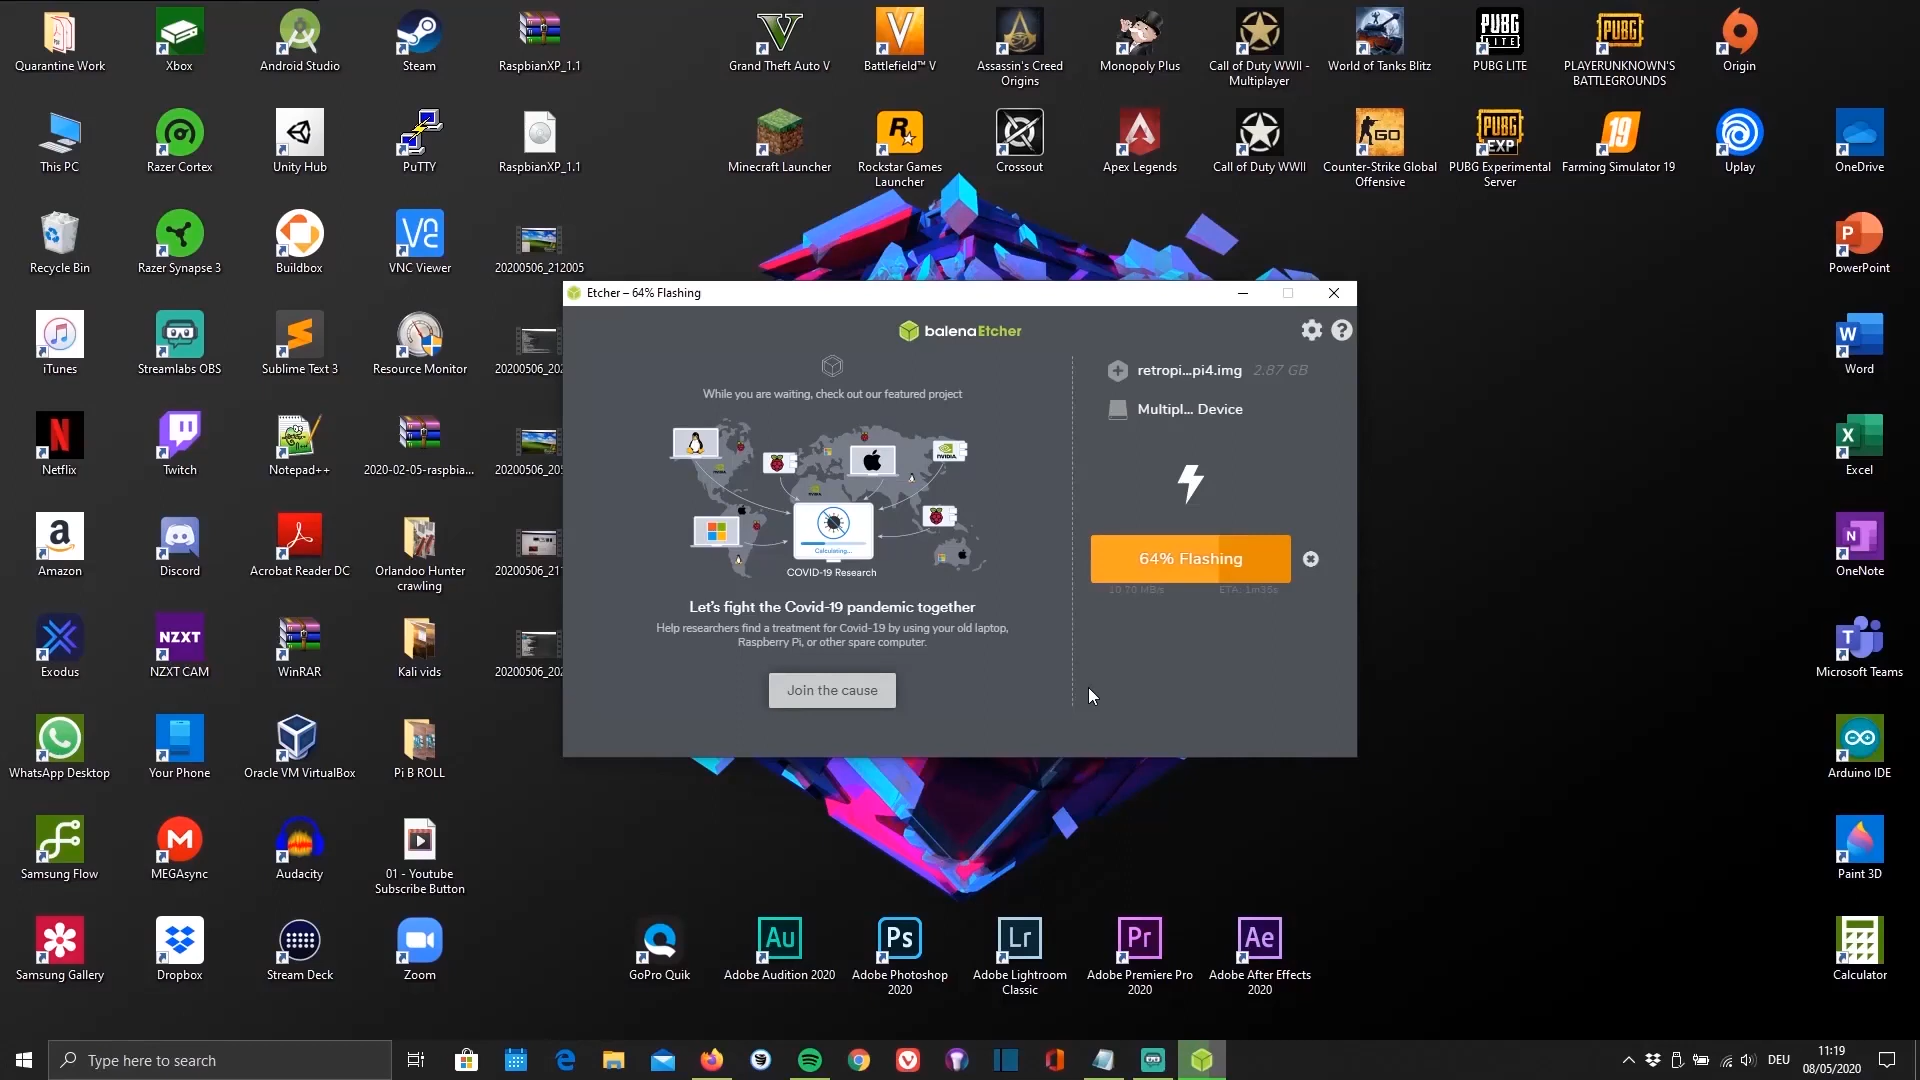 Quarantine Work
Xbox
Android Studio
Steam
RaspbianXP_1.1
Grand Theft Auto V
Battlefield™ V
Assassin's Creed
Origins
Monopoly Plus
Call of Duty WWII -
Multiplayer
World of Tanks Blitz
PUBG LITE
PLAYERUNKNOWN'S
BATTLEGROUNDS
Origin
This PC
Razer Cortex
Unity Hub
PuTTY
RaspbianXP_1.1
Minecraft Launcher
Rockstar Games
Launcher
Crossout
Apex Legends
Call of Duty WWII
Counter-Strike Global
Offensive
PUBG Experimental
Server
Farming Simulator 19
Uplay
OneDrive
Recycle Bin
Razer Synapse 3
Buildbox
VNC Viewer
20200506_212005
PowerPoint
iTunes
Streamlabs OBS
Sublime Text 3
Resource Monitor
20200506_202
Word
Netflix
Twitch
Notepad++
2020-02-05-raspbia...
20200506_205
Excel
Amazon
Discord
Acrobat Reader DC
Orlandoo Hunter
crawling
20200506_211
OneNote
Exodus
NZXT CAM
WinRAR
Kali vids
20200506_202
Microsoft Teams
WhatsApp Desktop
Your Phone
Oracle VM VirtualBox
Pi B ROLL
Arduino IDE
Samsung Flow
MEGAsync
Audacity
01 - Youtube
Subscribe Button
Paint 3D
Samsung Gallery
Dropbox
Stream Deck
Zoom
GoPro Quik
Adobe Audition 2020
Adobe Photoshop
2020
Adobe Lightroom
Classic
Adobe Premiere Pro
2020
Adobe After Effects
2020
Calculator
Etcher – 64% Flashing
balenaEtcher
While you are waiting, check out our featured project
Calculating...
COVID-19 Research
Let's fight the Covid-19 pandemic together
Help researchers find a treatment for Covid-19 by using your old laptop,
Raspberry Pi, or other spare computer.
Join the cause
retropi...pi4.img 2.87 GB
Multipl... Device
64% Flashing
10.70 MB/s ETA: 1m35s
Type here to search
DEU
11:19
08/05/2020